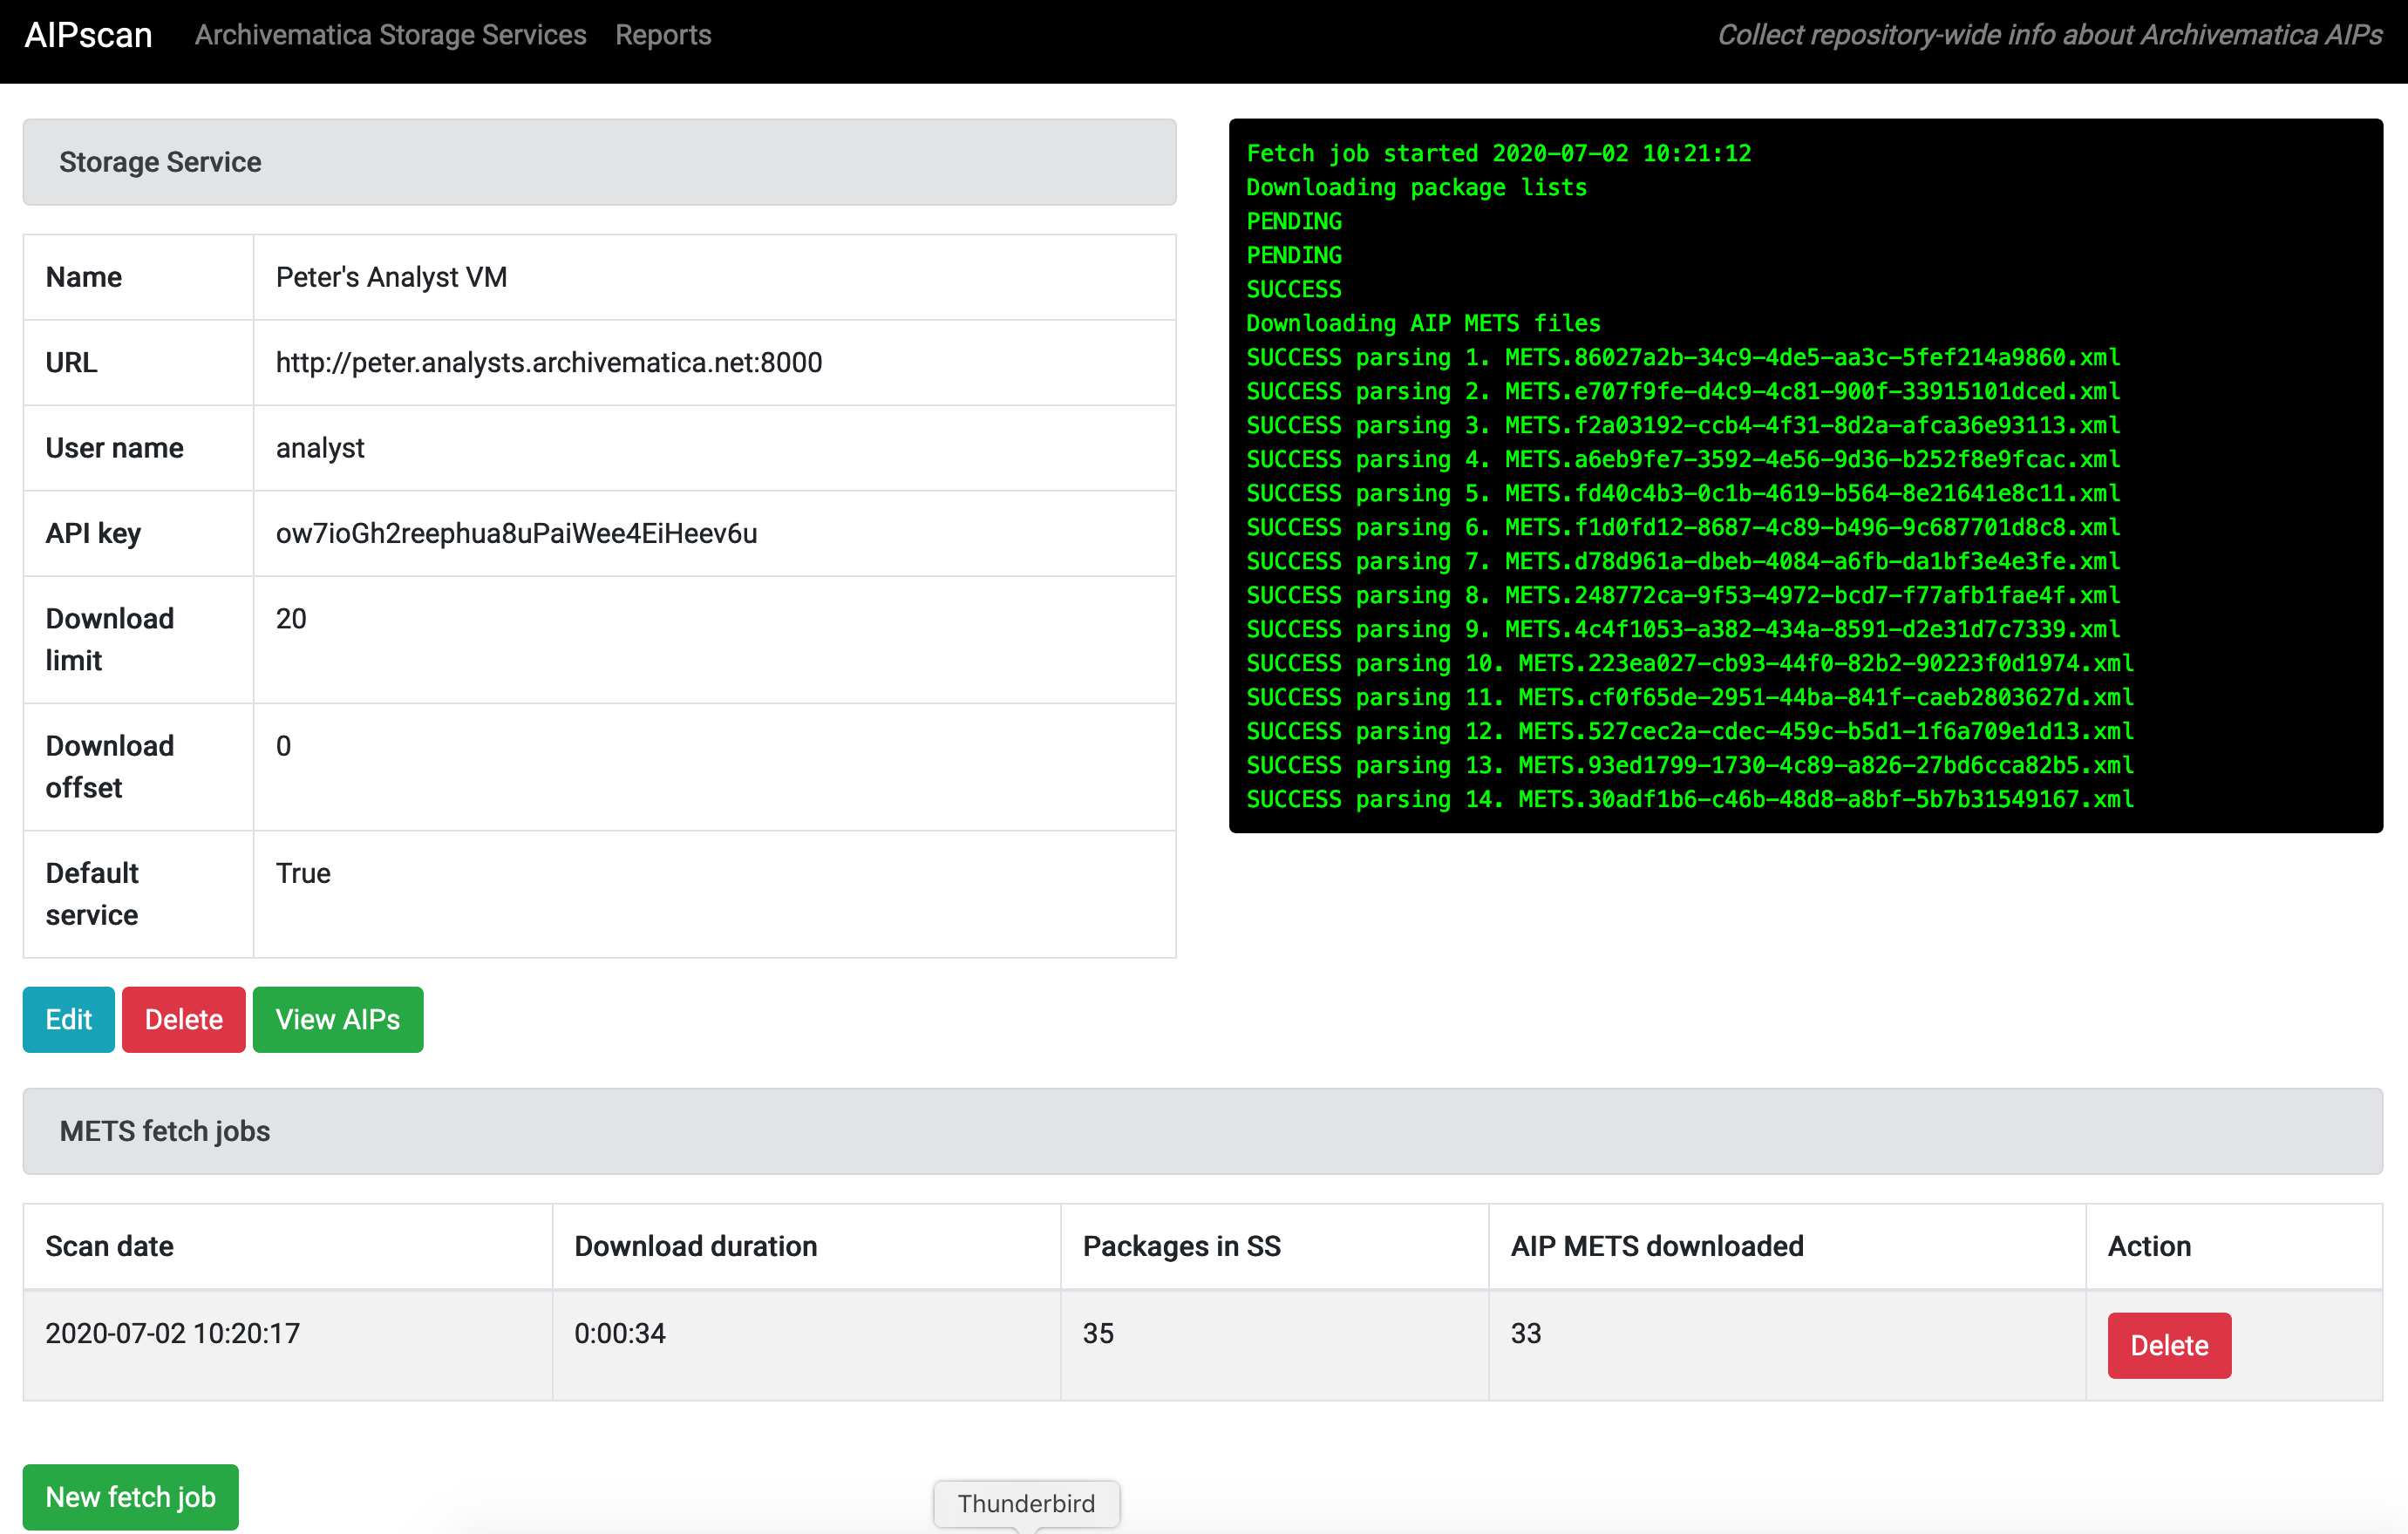 AIPscan Archivematica Storage Services Reports Collect repository-wide info about Archivematica AIPs
Storage Service
Name Peter's Analyst VM
URL http://peter.analysts.archivematica.net:8000
User name analyst
API key ow7ioGh2reephua8uPaiWee4EiHeev6u
Download limit 20
Download offset 0
Default service True
Edit Delete View AIPs
Fetch job started 2020-07-02 10:21:12
Downloading package lists
PENDING
PENDING
SUCCESS
Downloading AIP METS files
SUCCESS parsing 1. METS.86027a2b-34c9-4de5-aa3c-5fef214a9860.xml
SUCCESS parsing 2. METS.e707f9fe-d4c9-4c81-900f-33915101dced.xml
SUCCESS parsing 3. METS.f2a03192-ccb4-4f31-8d2a-afca36e93113.xml
SUCCESS parsing 4. METS.a6eb9fe7-3592-4e56-9d36-b252f8e9fcac.xml
SUCCESS parsing 5. METS.fd40c4b3-0c1b-4619-b564-8e21641e8c11.xml
SUCCESS parsing 6. METS.f1d0fd12-8687-4c89-b496-9c687701d8c8.xml
SUCCESS parsing 7. METS.d78d961a-dbeb-4084-a6fb-da1bf3e4e3fe.xml
SUCCESS parsing 8. METS.248772ca-9f53-4972-bcd7-f77afb1fae4f.xml
SUCCESS parsing 9. METS.4c4f1053-a382-434a-8591-d2e31d7c7339.xml
SUCCESS parsing 10. METS.223ea027-cb93-44f0-82b2-90223f0d1974.xml
SUCCESS parsing 11. METS.cf0f65de-2951-44ba-841f-caeb2803627d.xml
SUCCESS parsing 12. METS.527cec2a-cdec-459c-b5d1-1f6a709e1d13.xml
SUCCESS parsing 13. METS.93ed1799-1730-4c89-a826-27bd6cca82b5.xml
SUCCESS parsing 14. METS.30adf1b6-c46b-48d8-a8bf-5b7b31549167.xml
METS fetch jobs
Scan date Download duration Packages in SS AIP METS downloaded Action
2020-07-02 10:20:17 0:00:34 35 33 Delete
New fetch job
Thunderbird